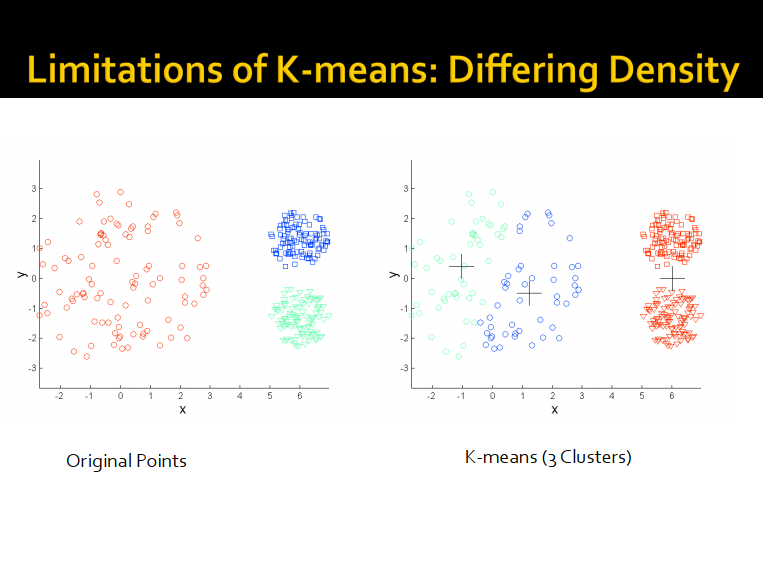 Limitations of K-means: Differing Density
3
2
1
0
-1
-2
-3
y
-2 -1 0 1 2 3 4 5 6
x
3
2
1
0
-1
-2
-3
y
-2 -1 0 1 2 3 4 5 6
x
Original Points
K-means (3 Clusters)